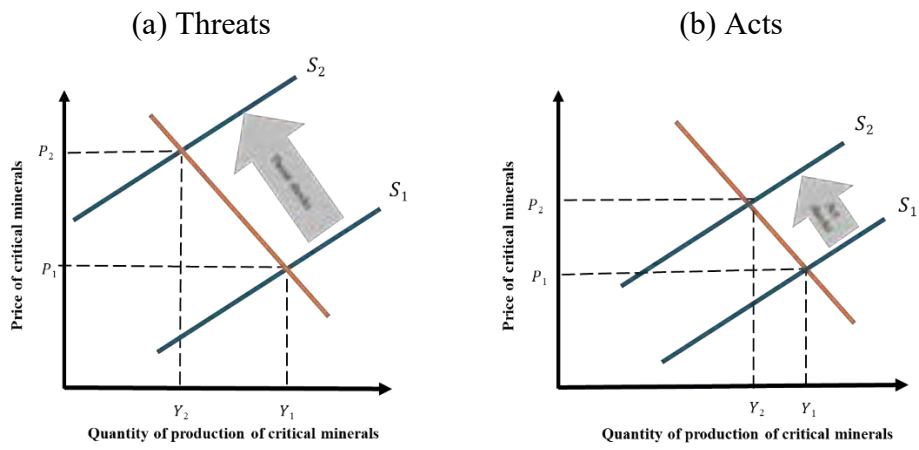 (a) Threats
(b) Acts
S₂
S₁
P₂
P₁
Price of critical minerals
Y₂
Y₁
Quantity of production of critical minerals
S₂
S₁
P₂
P₁
Price of critical minerals
Y₂
Y₁
Quantity of production of critical minerals